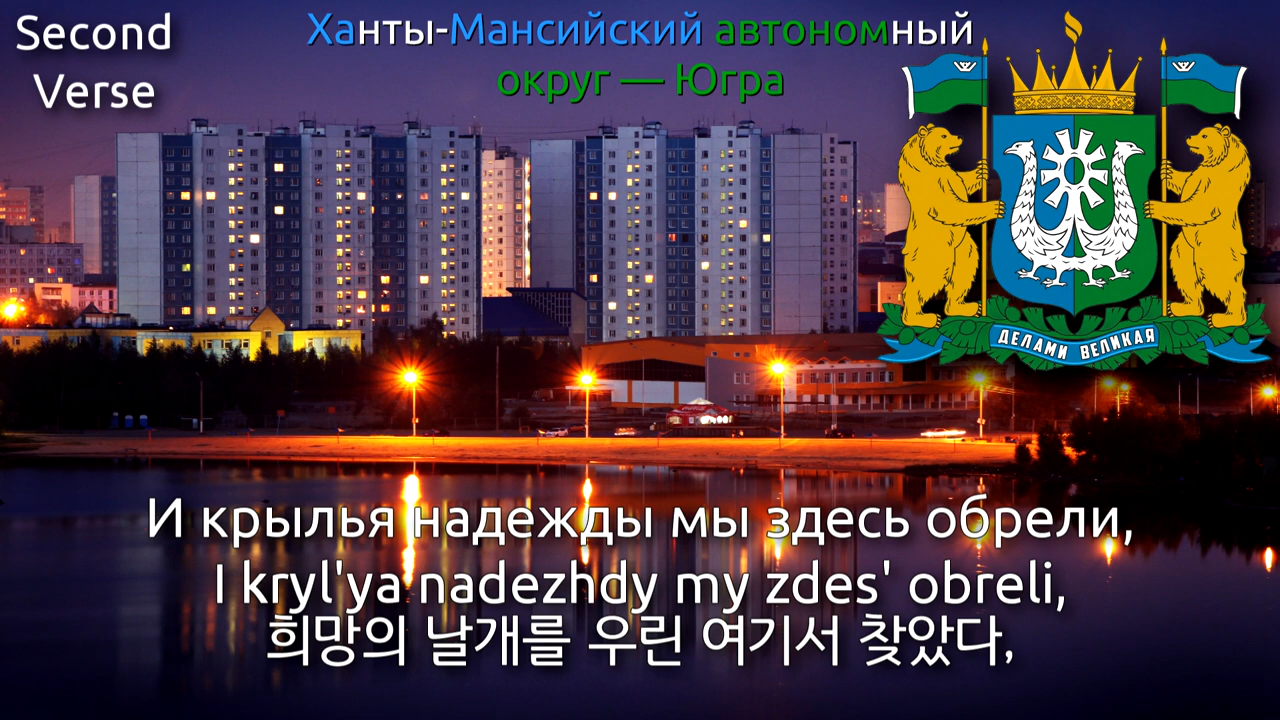 Second
Verse
Ханты-Мансийский автономный
округ — Югра
ДЕЛАМИ ВЕЛИКАЯ
И крылья надежды мы здесь обрели,
I kryl'ya nadezhdy my zdes' obreli,
희망의 날개를 우린 여기서 찾았다,